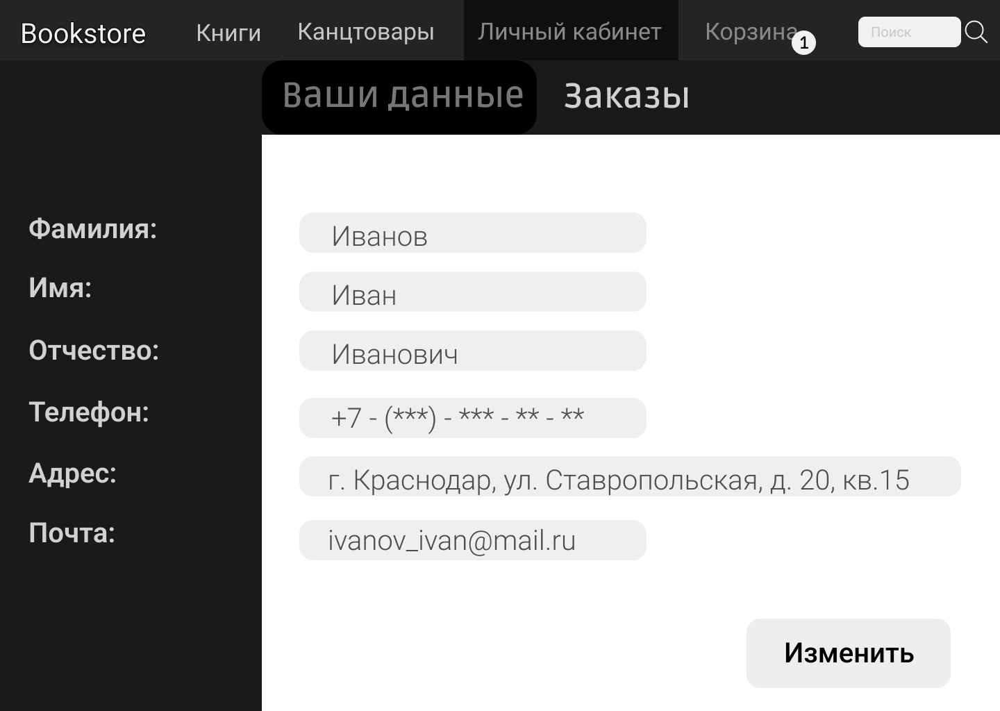 Bookstore Книги Канцтовары Личный кабинет Корзина 1 Поиск
Ваши данные Заказы
Фамилия: Иванов
Имя: Иван
Отчество: Иванович
Телефон: +7 - (***) - *** - ** - **
Адрес: г. Краснодар, ул. Ставропольская, д. 20, кв.15
Почта: ivanov_ivan@mail.ru
Изменить